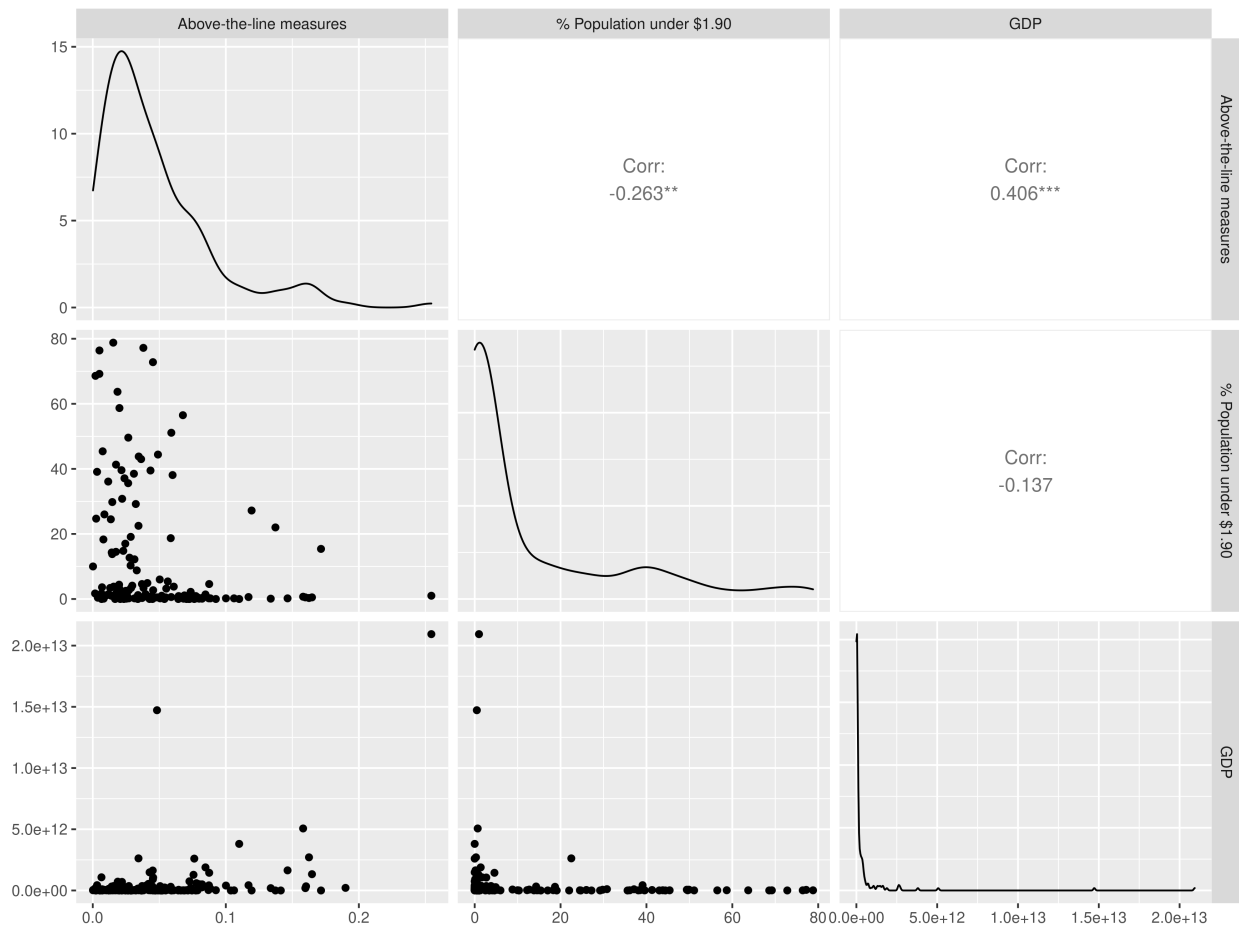 Above-the-line measures
% Population under $1.90
GDP
15
10
5
0
Corr:
-0.263**
Corr:
0.406***
Above-the-line measures
80
60
40
20
0
Corr:
-0.137
% Population under $1.90
2.0e+13
1.5e+13
1.0e+13
5.0e+12
0.0e+00
GDP
0.0
0.1
0.2
0
20
40
60
80
0.0e+00
5.0e+12
1.0e+13
1.5e+13
2.0e+13